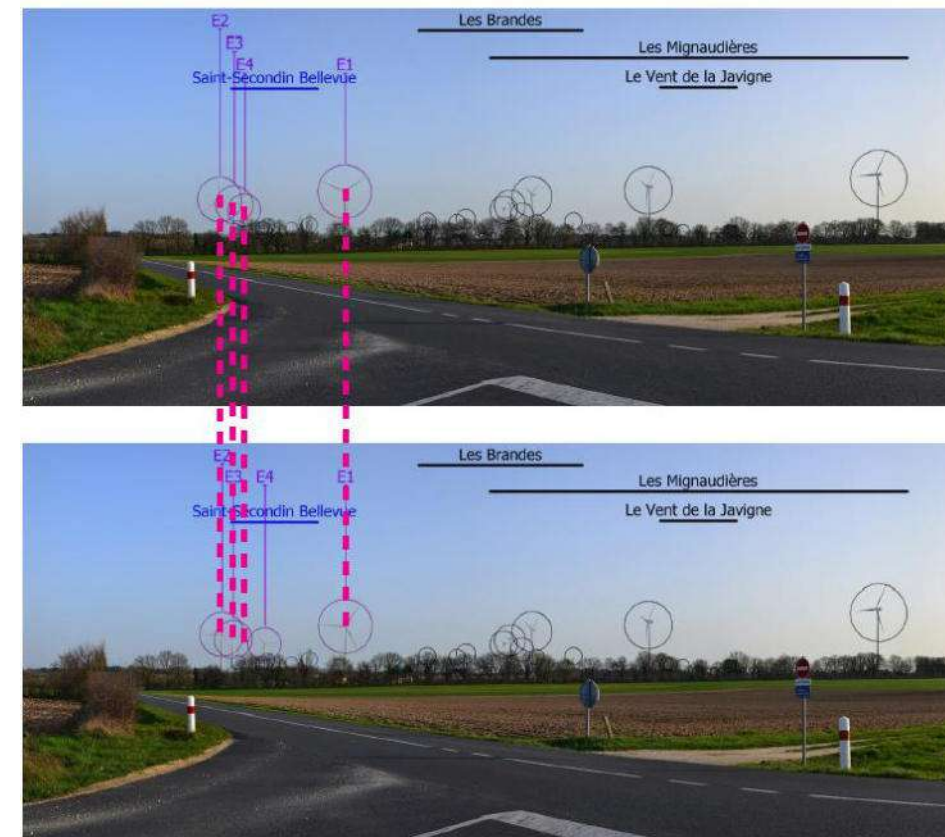 E2
Les Brandes
E3
Les Mignaudières
E4
E1
Saint-Secondin Bellevue
Le Vent de la Javigne
Les Brandes
E2
E3
E4
E1
Les Mignaudières
Saint-Secondin Bellevue
Le Vent de la Javigne